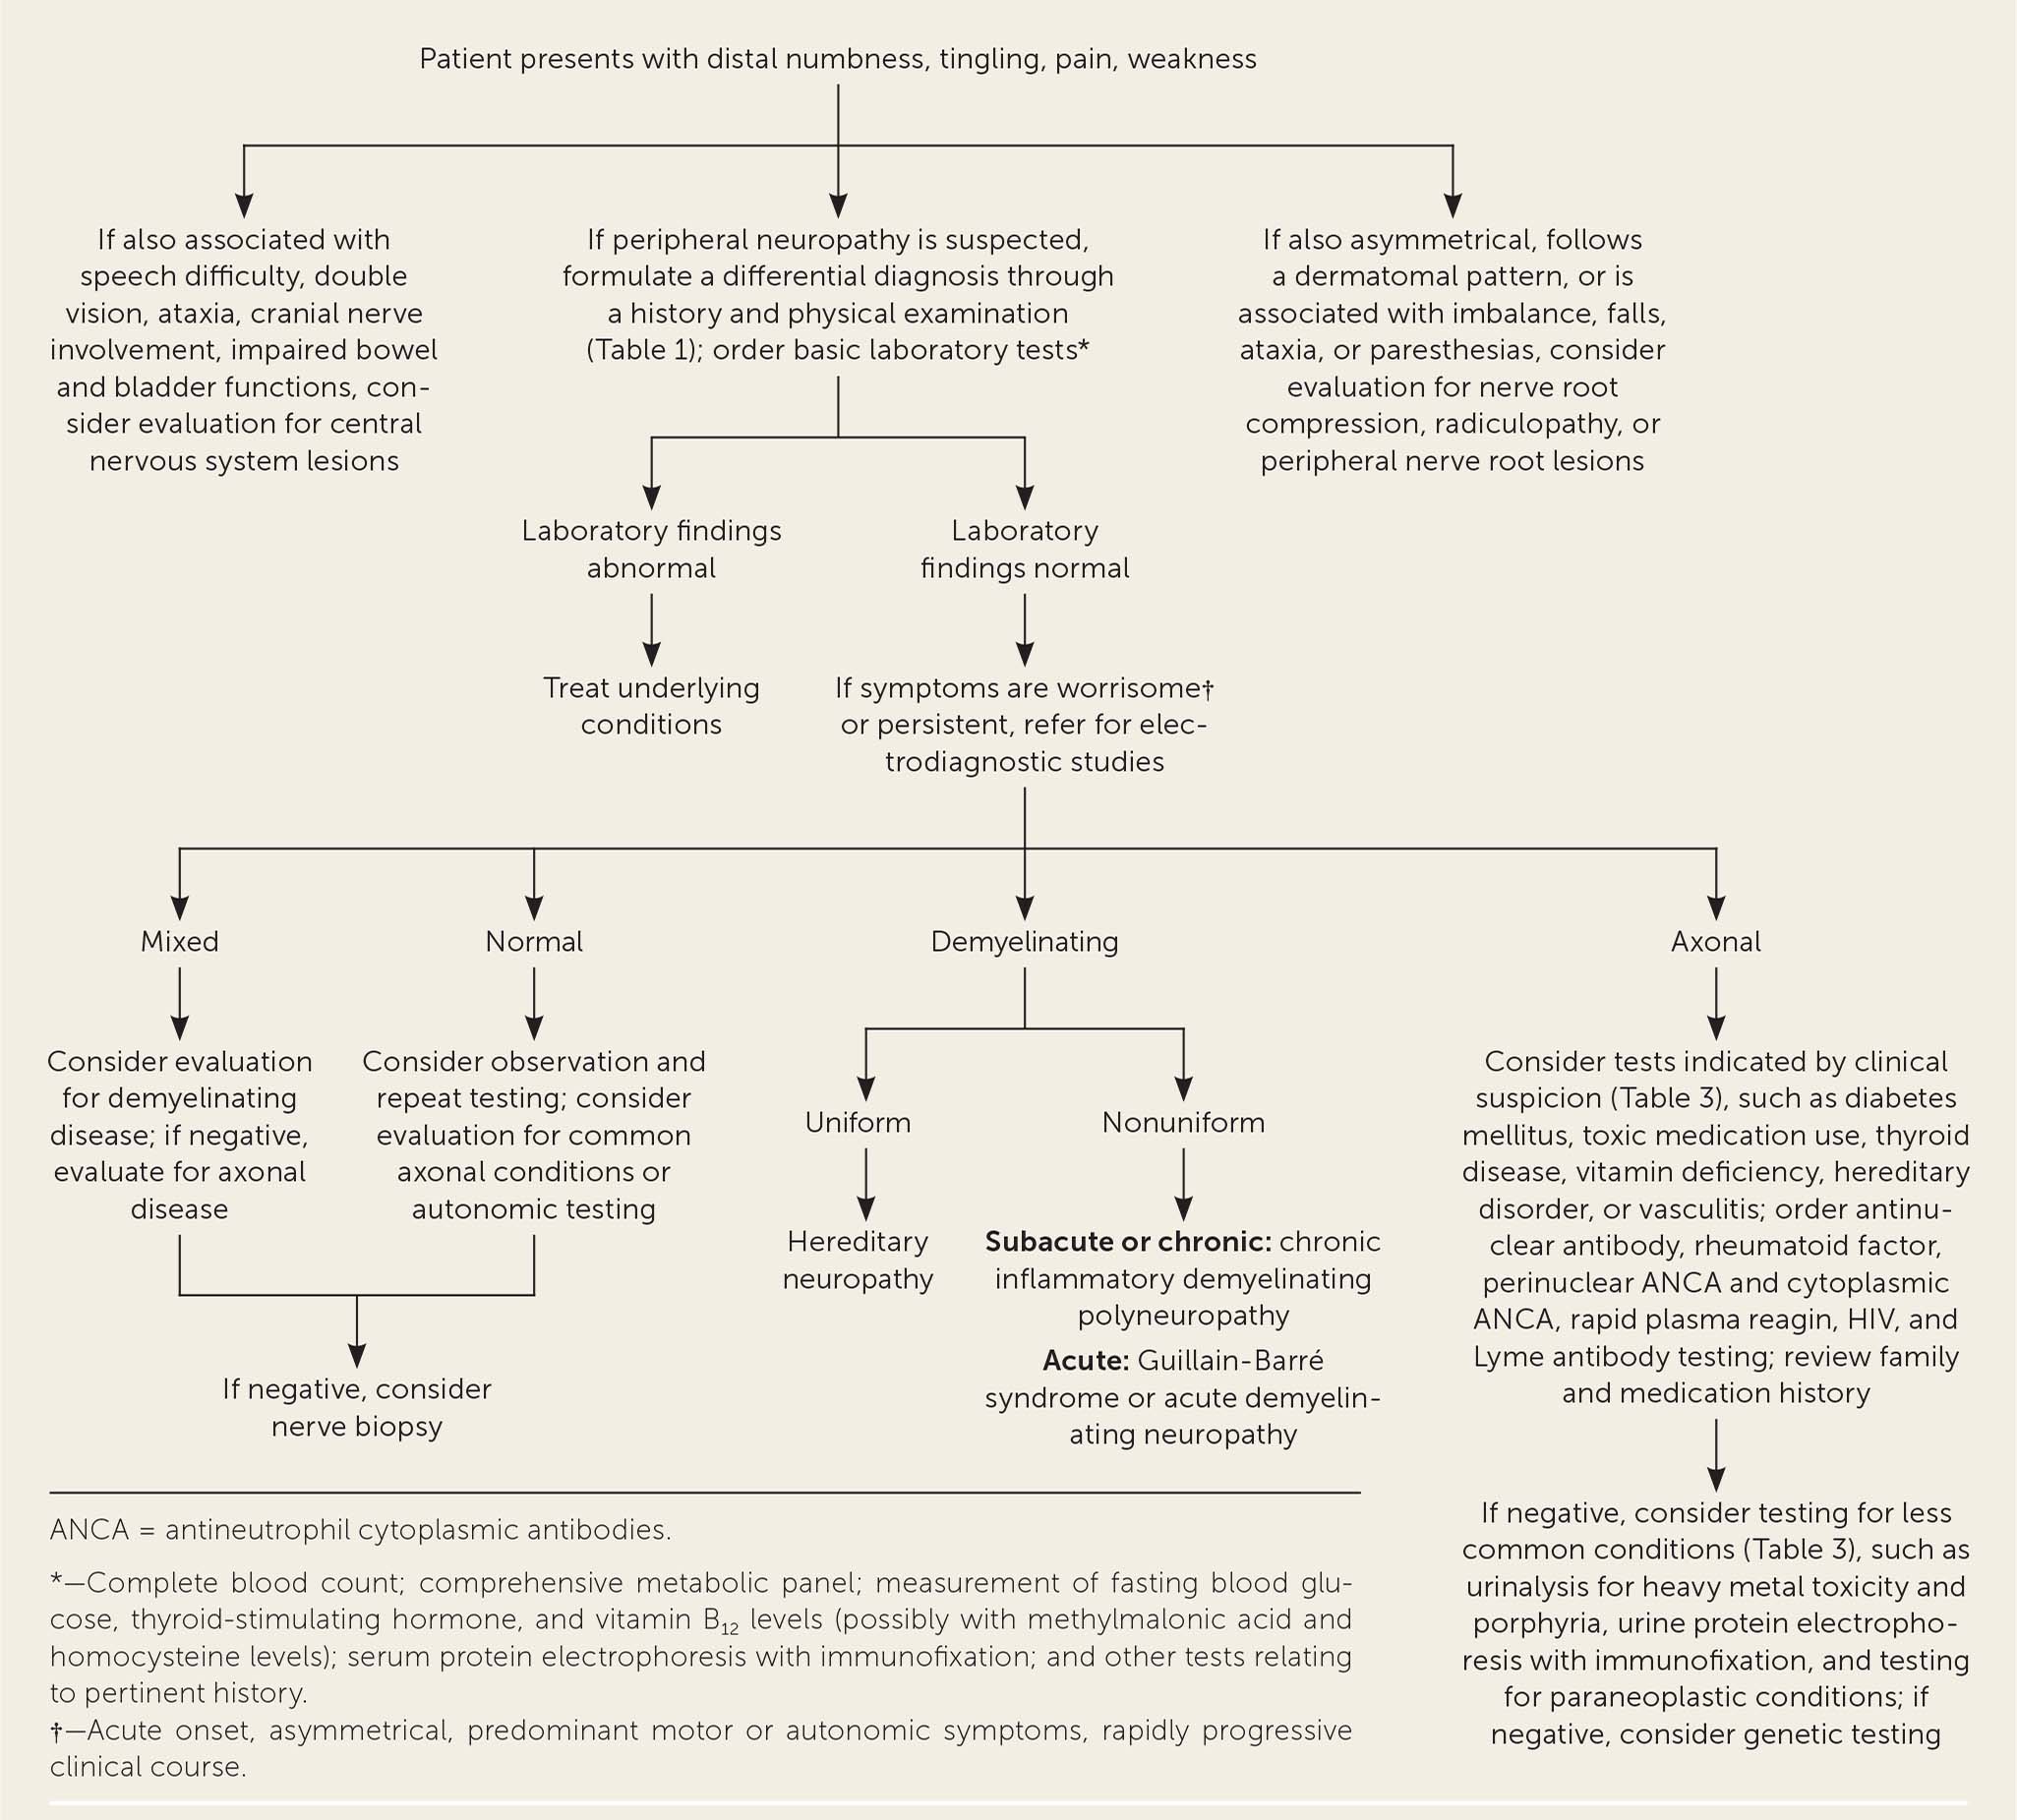 Patient presents with distal numbness, tingling, pain, weakness
If also associated with
speech difficulty, double
vision, ataxia, cranial nerve
involvement, impaired bowel
and bladder functions, con-
sider evaluation for central
nervous system lesions
If peripheral neuropathy is suspected,
formulate a differential diagnosis through
a history and physical examination
(Table 1); order basic laboratory tests*
If also asymmetrical, follows
a dermatomal pattern, or is
associated with imbalance, falls,
ataxia, or paresthesias, consider
evaluation for nerve root
compression, radiculopathy, or
peripheral nerve root lesions
Laboratory findings
abnormal
Laboratory
findings normal
Treat underlying
conditions
If symptoms are worrisome†
or persistent, refer for elec-
trodiagnostic studies
Mixed
Normal
Demyelinating
Axonal
Consider evaluation
for demyelinating
disease; if negative,
evaluate for axonal
disease
Consider observation and
repeat testing; consider
evaluation for common
axonal conditions or
autonomic testing
If negative, consider
nerve biopsy
Uniform
Nonuniform
Hereditary
neuropathy
Subacute or chronic: chronic
inflammatory demyelinating
polyneuropathy
Acute: Guillain-Barré
syndrome or acute demyelin-
ating neuropathy
Consider tests indicated by clinical
suspicion (Table 3), such as diabetes
mellitus, toxic medication use, thyroid
disease, vitamin deficiency, hereditary
disorder, or vasculitis; order antinu-
clear antibody, rheumatoid factor,
perinuclear ANCA and cytoplasmic
ANCA, rapid plasma reagin, HIV, and
Lyme antibody testing; review family
and medication history
If negative, consider testing for less
common conditions (Table 3), such as
urinalysis for heavy metal toxicity and
porphyria, urine protein electropho-
resis with immunofixation, and testing
for paraneoplastic conditions; if
negative, consider genetic testing
ANCA = antineutrophil cytoplasmic antibodies.
*—Complete blood count; comprehensive metabolic panel; measurement of fasting blood glu-
cose, thyroid-stimulating hormone, and vitamin B12 levels (possibly with methylmalonic acid and
homocysteine levels); serum protein electrophoresis with immunofixation; and other tests relating
to pertinent history.
†—Acute onset, asymmetrical, predominant motor or autonomic symptoms, rapidly progressive
clinical course.